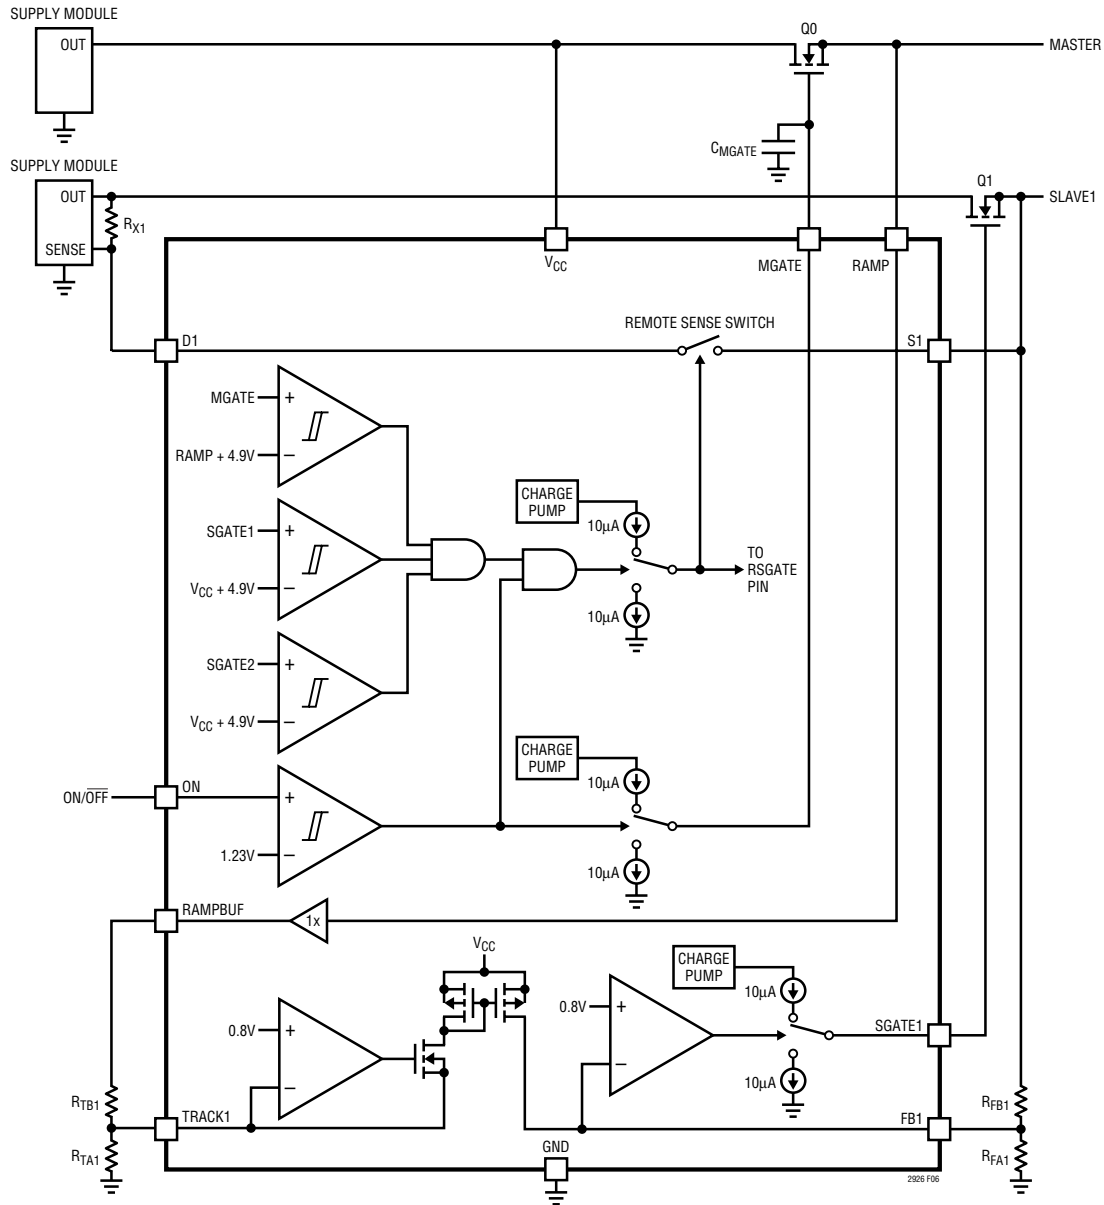 SUPPLY MODULE
OUT
Q0
MASTER
CMGATE
SUPPLY MODULE
OUT
RX1
SENSE
Q1
SLAVE1
VCC
MGATE
RAMP
D1
REMOTE SENSE SWITCH
S1
MGATE
+
RAMP + 4.9V
–
CHARGE
PUMP
10µA
SGATE1
+
VCC + 4.9V
–
TO
RSGATE
PIN
10µA
SGATE2
+
VCC + 4.9V
–
CHARGE
PUMP
10µA
ON/OFF
ON
+
1.23V
–
10µA
RAMPBUF
1x
VCC
CHARGE
PUMP
10µA
0.8V
+
–
0.8V
+
–
SGATE1
10µA
RTB1
TRACK1
RTA1
GND
FB1
RFB1
RFA1
2926 F06